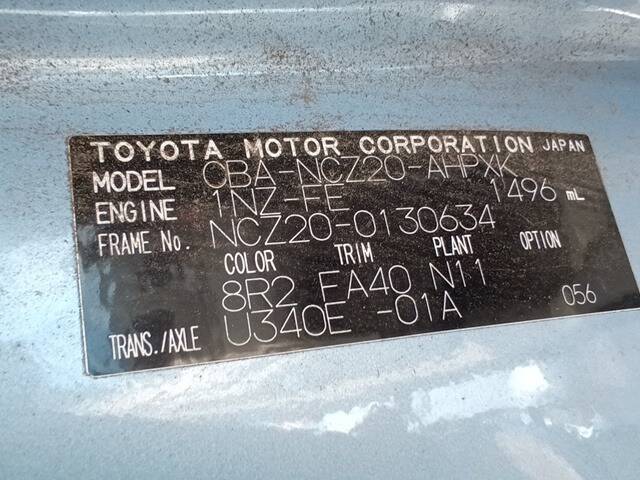 TOYOTA MOTOR CORPORATION JAPAN
MODEL CBA-NCZ20-AHPXK
ENGINE 1NZ-FE 1496 mL
FRAME No. NCZ20-0130634
COLOR TRIM PLANT OPTION
8R2 FA40 N11
TRANS./AXLE U340E -01A 056